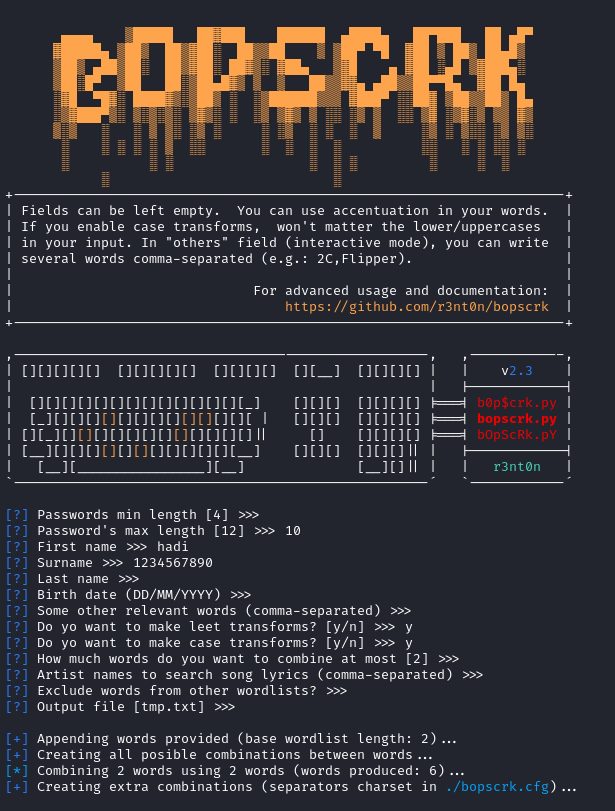 BOPSCRK
Fields can be left empty. You can use accentuation in your words.
If you enable case transforms, won't matter the lower/uppercases
in your input. In "others" field (interactive mode), you can write
several words comma-separated (e.g.: 2C,Flipper).
For advanced usage and documentation:
https://github.com/r3nt0n/bopscrk
v2.3
b0p$crk.py
bopscrk.py
bOpScRk.pY
r3nt0n
[?] Passwords min length [4] >>>
[?] Password's max length [12] >>> 10
[?] First name >>> hadi
[?] Surname >>> 1234567890
[?] Last name >>>
[?] Birth date (DD/MM/YYYY) >>>
[?] Some other relevant words (comma-separated) >>>
[?] Do yo want to make leet transforms? [y/n] >>> y
[?] Do yo want to make case transforms? [y/n] >>> y
[?] How much words do you want to combine at most [2] >>>
[?] Artist names to search song lyrics (comma-separated) >>>
[?] Exclude words from other wordlists? >>>
[?] Output file [tmp.txt] >>>
[+] Appending words provided (base wordlist length: 2)...
[+] Creating all posible combinations between words...
[*] Combining 2 words using 2 words (words produced: 6)...
[+] Creating extra combinations (separators charset in ./bopscrk.cfg)...